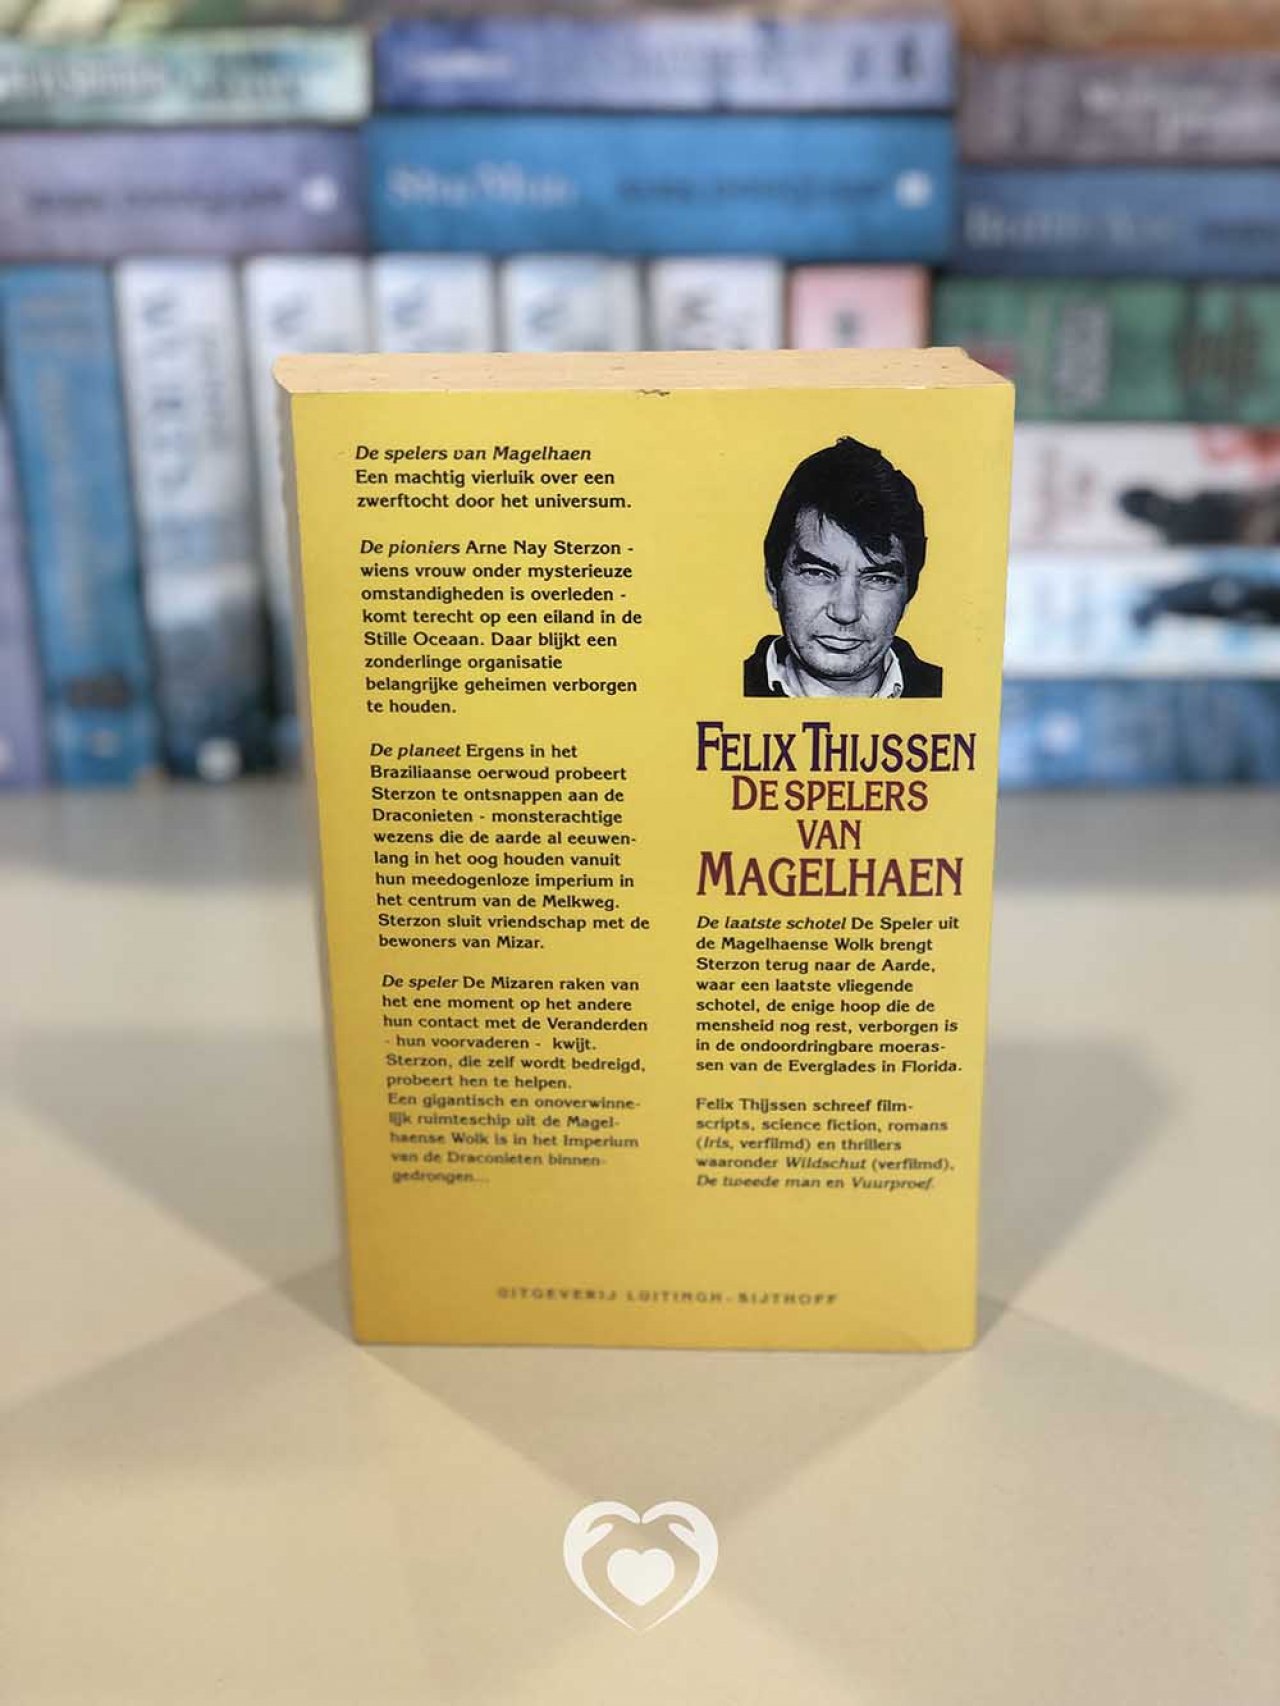 De spelers van Magelhaen
Een machtig vierluik over een
zwerftocht door het universum.
De pioniers Arne Nay Sterzon -
wiens vrouw onder mysterieuze
omstandigheden is overleden -
komt terecht op een eiland in de
Stille Oceaan. Daar blijkt een
zonderlinge organisatie
belangrijke geheimen verborgen
te houden.
De planeet Ergens in het
Braziliaanse oerwoud probeert
Sterzon te ontsnappen aan de
Draconieten - monsterachtige
wezens die de aarde al eeuwen-
lang in het oog houden vanuit
hun meedogenloze imperium in
het centrum van de Melkweg.
Sterzon sluit vriendschap met de
bewoners van Mizar.
De speler De Mizaren raken van
het ene moment op het andere
hun contact met de Veranderden
- hun voorvaderen - kwijt.
Sterzon, die zelf wordt bedreigd,
probeert hen te helpen.
Een gigantisch en onoverwinne-
lijk ruimteschip uit de Magel-
haense Wolk is in het Imperium
van de Draconieten binnen-
gedrongen...
FELIX THIJSSEN
DE SPELERS
VAN
MAGELHAEN
De laatste schotel De Speler uit
de Magelhaense Wolk brengt
Sterzon terug naar de Aarde,
waar een laatste vliegende
schotel, de enige hoop die de
mensheid nog rest, verborgen is
in de ondoordringbare moeras-
sen van de Everglades in Florida.
Felix Thijssen schreef film-
scripts, science fiction, romans
(Iris, verfilmd) en thrillers
waaronder Wildschut (verfilmd),
De tweede man en Vuurproef.
UITGEVERIJ LUITINGH-SIJTHOFF